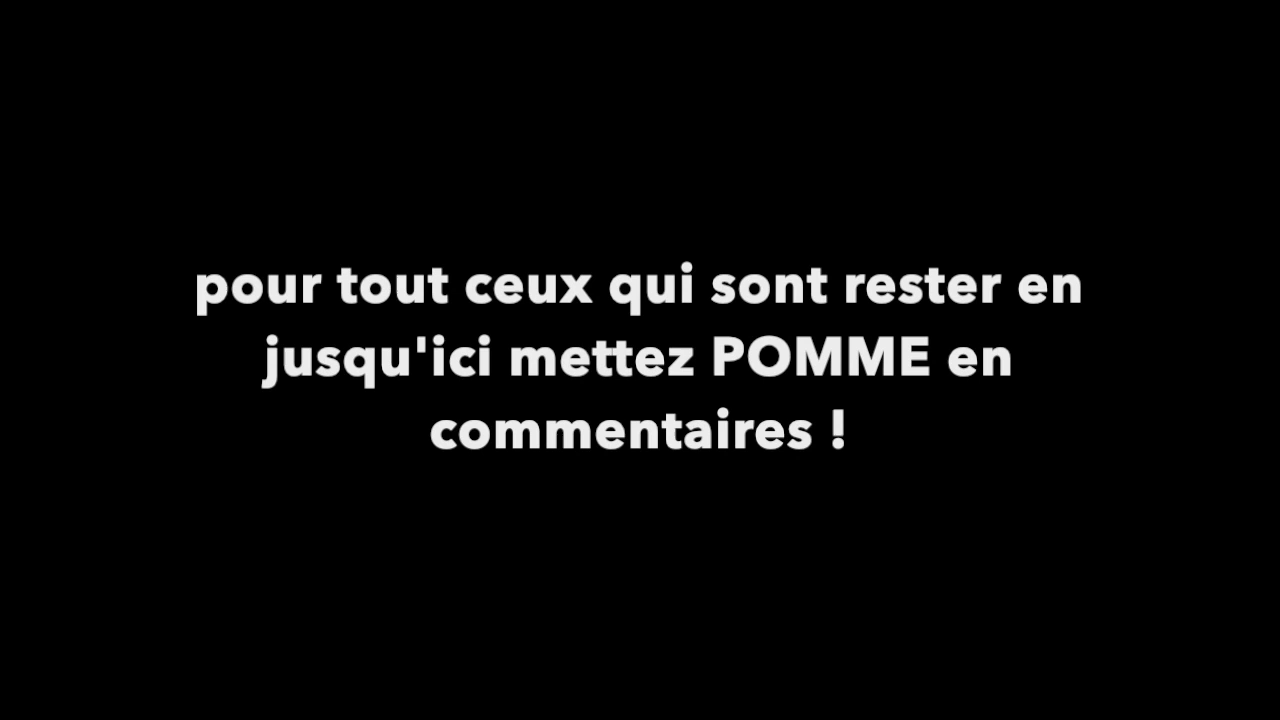 pour tout ceux qui sont rester en
jusqu'ici mettez POMME en
commentaires !